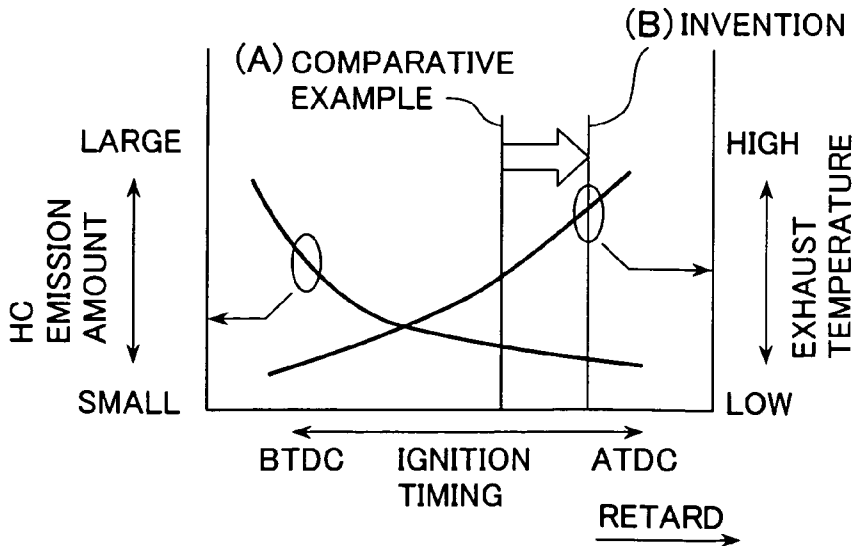 (B) INVENTION
(A) COMPARATIVE
EXAMPLE
LARGE
HIGH
HC
EMISSION
AMOUNT
EXHAUST
TEMPERATURE
SMALL
LOW
BTDC
IGNITION
TIMING
ATDC
RETARD